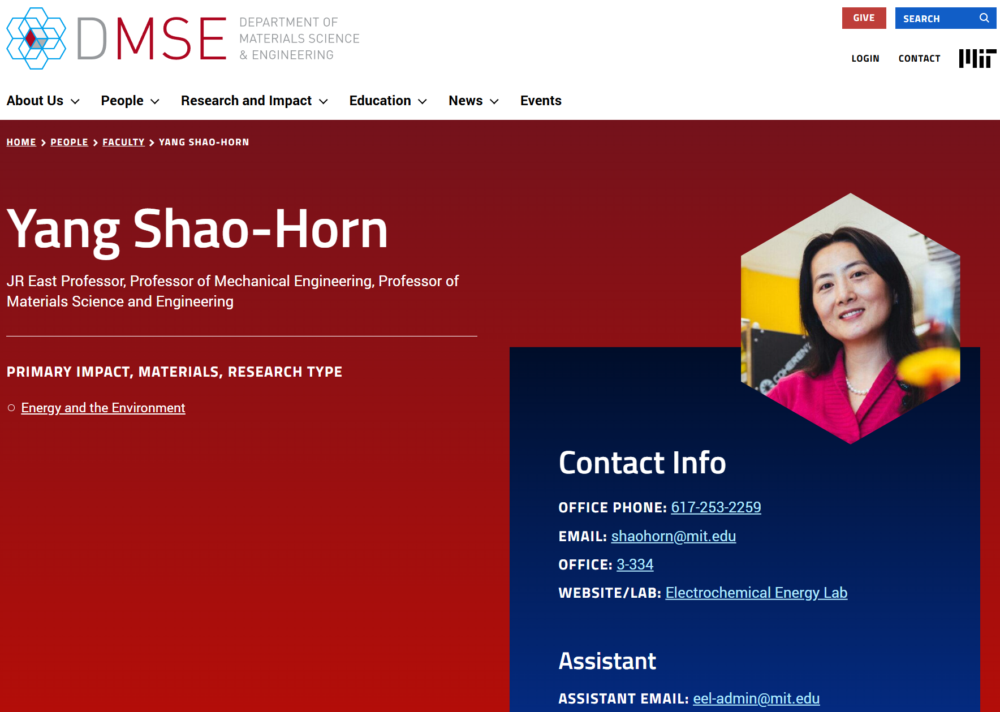 DMSE
DEPARTMENT OF
MATERIALS SCIENCE
& ENGINEERING
GIVE
SEARCH
LOGIN
CONTACT
MIT
About Us
People
Research and Impact
Education
News
Events
HOME > PEOPLE > FACULTY > YANG SHAO-HORN
Yang Shao-Horn
JR East Professor, Professor of Mechanical Engineering, Professor of
Materials Science and Engineering
PRIMARY IMPACT, MATERIALS, RESEARCH TYPE
Energy and the Environment
COHERENT
Contact Info
OFFICE PHONE: 617-253-2259
EMAIL: shaohorn@mit.edu
OFFICE: 3-334
WEBSITE/LAB: Electrochemical Energy Lab
Assistant
ASSISTANT EMAIL: eel-admin@mit.edu